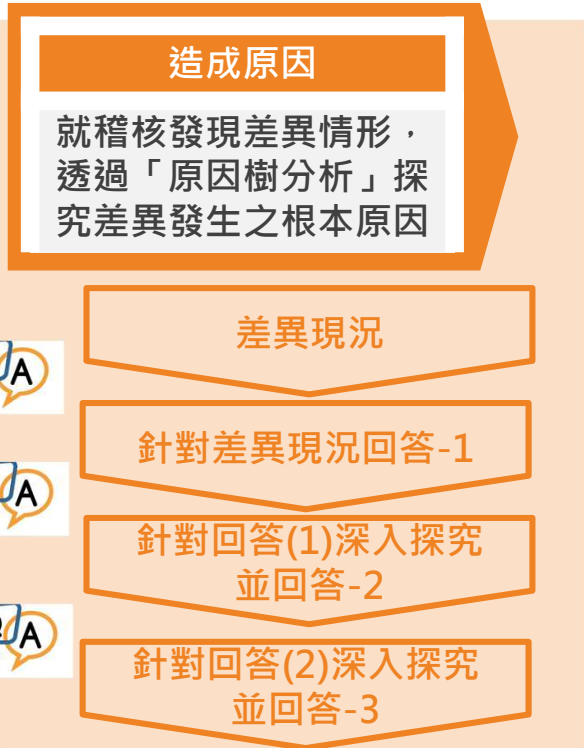 造成原因
就稽核發現差異情形，
透過「原因樹分析」探
究差異發生之根本原因
差異現況
A
針對差異現況回答-1
A
針對回答(1)深入探究
並回答-2
A
針對回答(2)深入探究
並回答-3